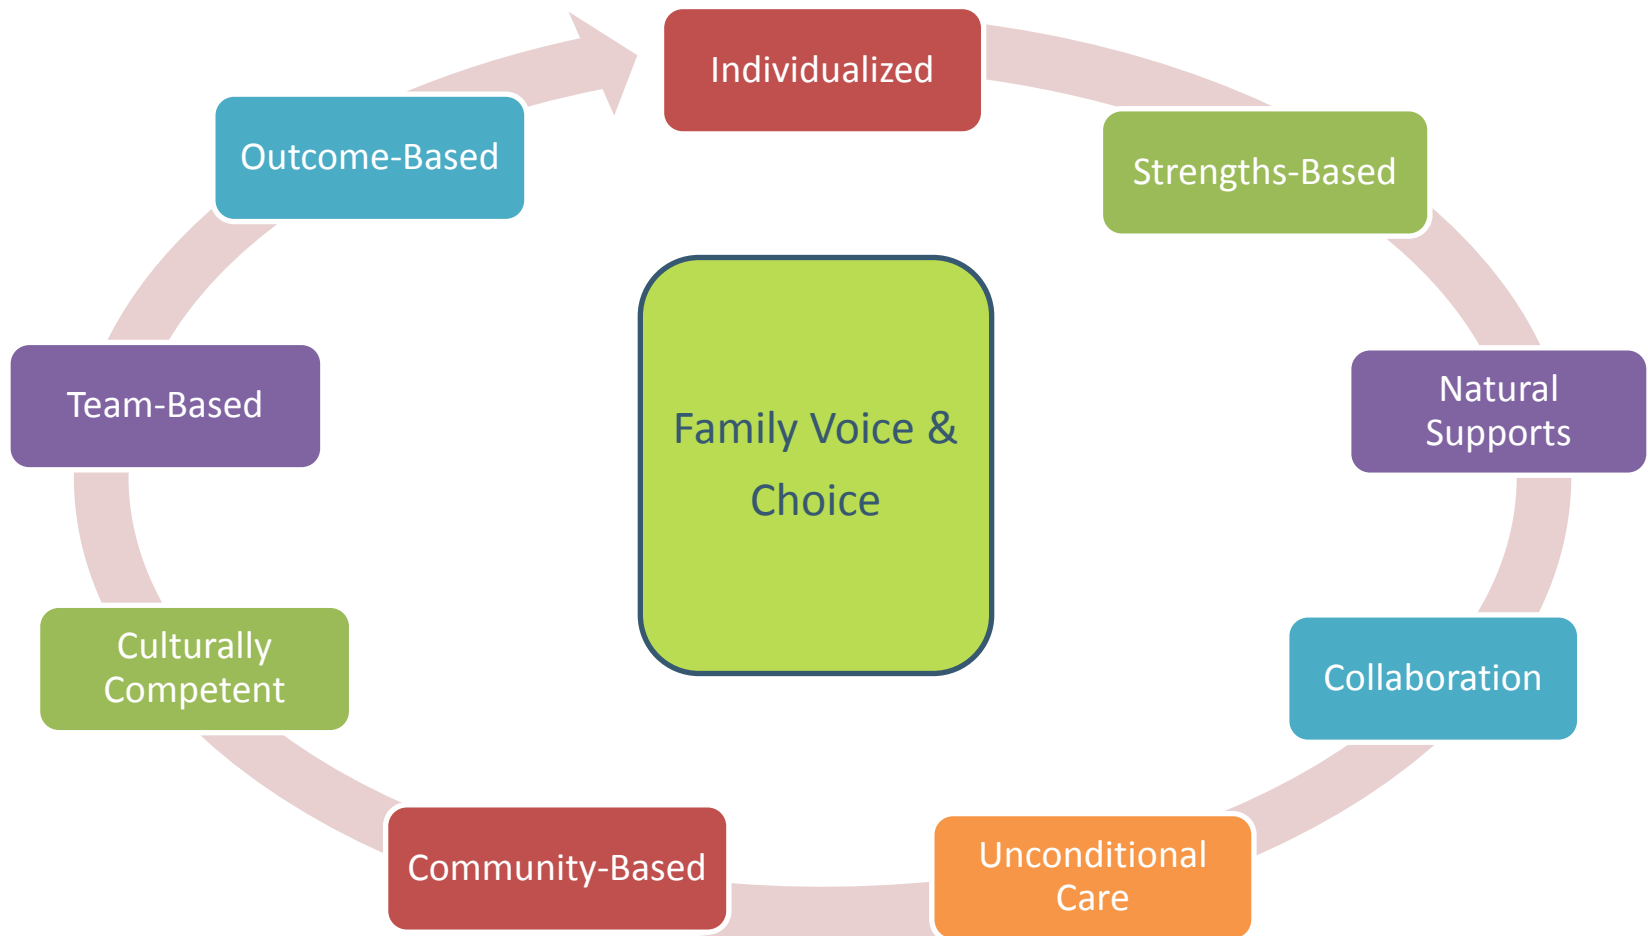 Individualized
Strengths-Based
Natural
Supports
Collaboration
Unconditional
Care
Community-Based
Culturally
Competent
Team-Based
Outcome-Based
Family Voice &
Choice